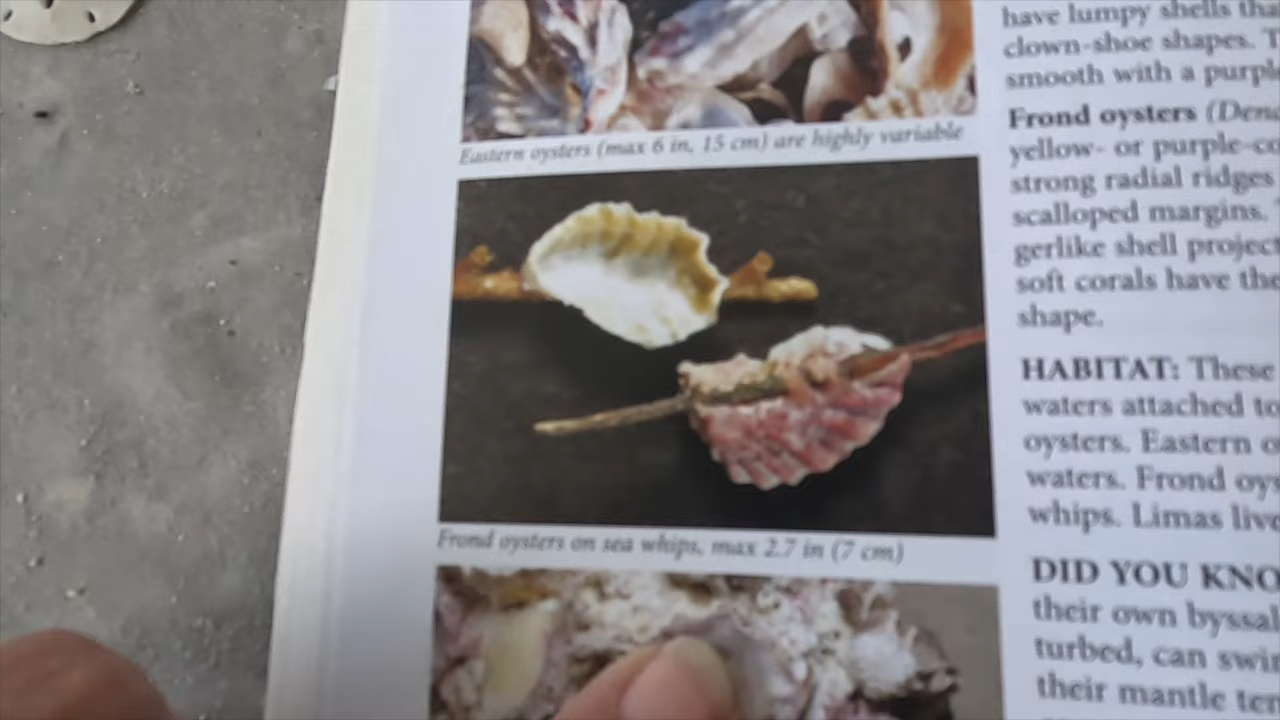 Eastern oysters (max 6 in, 15 cm) are highly variable
Frond oysters on sea whips, max 2.7 in (7 cm)
have lumpy shells tha
clown-shoe shapes. T
smooth with a purpl
Frond oysters (Dend
yellow- or purple-co
strong radial ridges
scalloped margins.
gerlike shell project
soft corals have the
shape.
HABITAT: These
waters attached to
oysters. Eastern o
waters. Frond oys
whips. Limas live
DID YOU KNO
their own byssal
turbed, can swim
their mantle ten